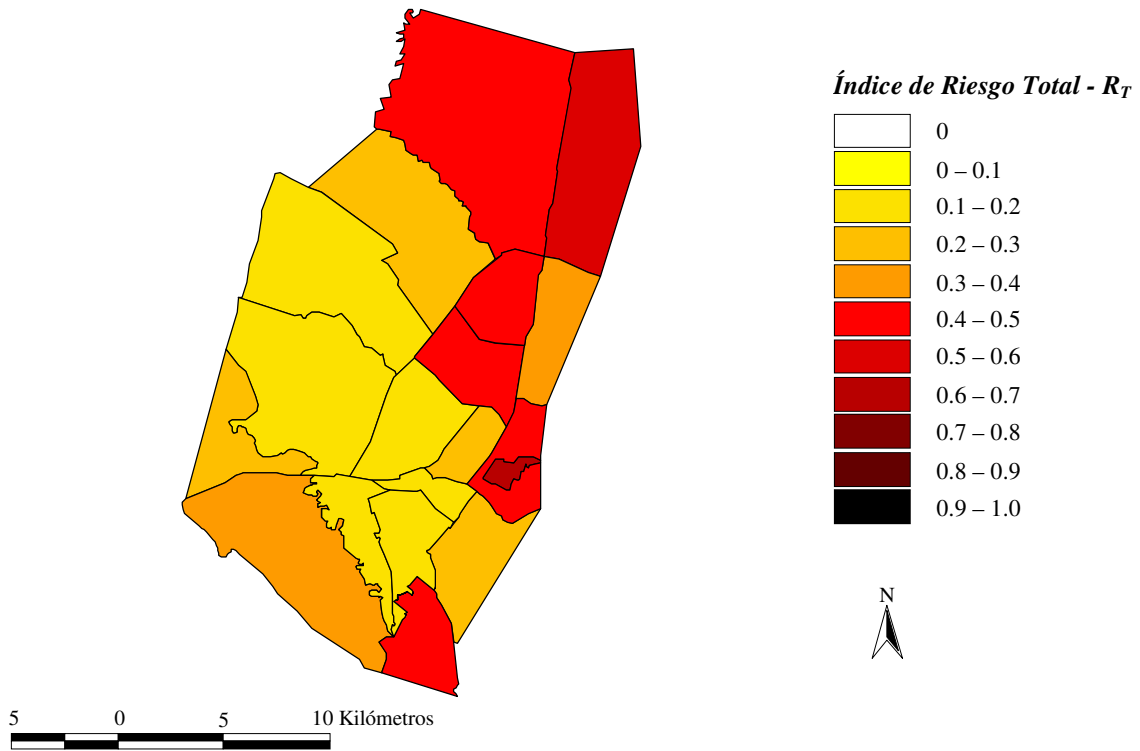 Índice de Riesgo Total - R_T
0
0 – 0.1
0.1 – 0.2
0.2 – 0.3
0.3 – 0.4
0.4 – 0.5
0.5 – 0.6
0.6 – 0.7
0.7 – 0.8
0.8 – 0.9
0.9 – 1.0
N
5 0 5 10 Kilómetros